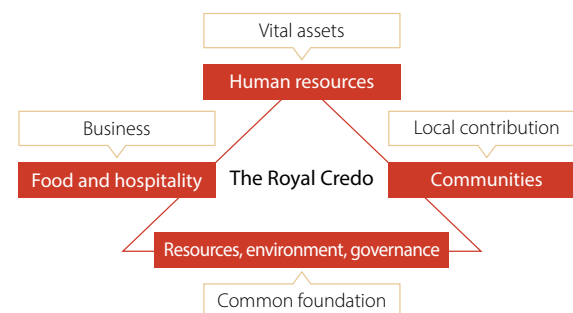 Vital assets
Human resources
Business
Local contribution
Food and hospitality
The Royal Credo
Communities
Resources, environment, governance
Common foundation